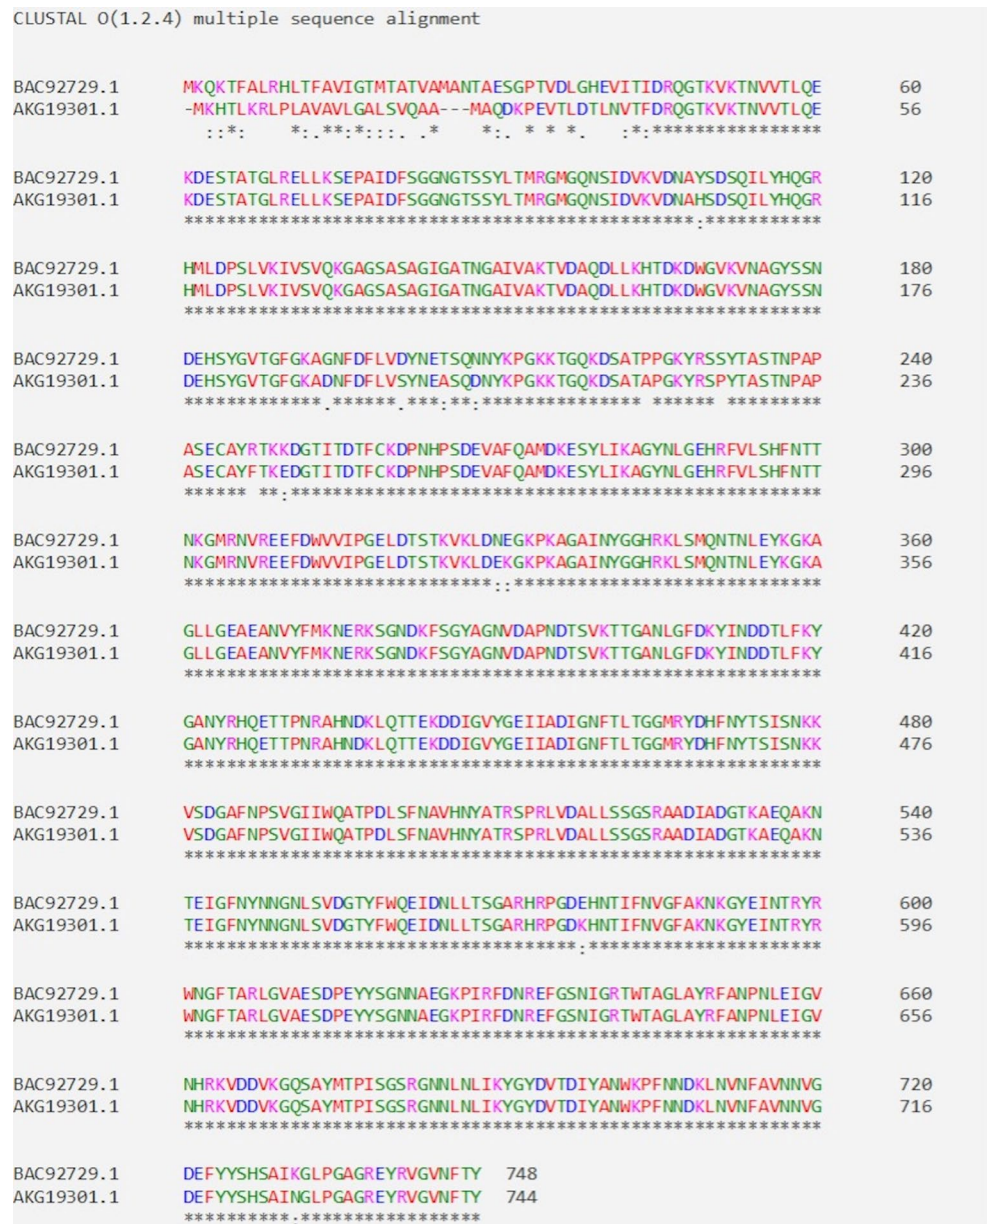 CLUSTAL O(1.2.4) multiple sequence alignment
BAC92729.1 MKQKTFALRHLTFAVIGTMTATVAMANTAESGPTVDLGHEVITIDRQGTKVKTNVVTLQE 60
AKG19301.1 -MKHTLKRLPLAVAVLGALSVQAA---MAQDKPEVTLDTLNVTFDRQGTKVKTNVVTLQE 56
::*: *:.**:*:::. .* *:. * * *. :*:****************
BAC92729.1 KDESTATGLRELLKSEPAIDFSGGNGTSSYLTMRGMGQNSIDVKVDNAYSDSQILYHQGR 120
AKG19301.1 KDESTATGLRELLKSEPAIDFSGGNGTSSYLTMRGMGQNSIDVKVDNAHSDSQILYHQGR 116
************************************************:***********
BAC92729.1 HMLDPSLVKIVSVQKGAGSASAGIGATNGAIVAKTVDAQDLLKHTDKDWGVKVNAGYSSN 180
AKG19301.1 HMLDPSLVKIVSVQKGAGSASAGIGATNGAIVAKTVDAQDLLKHTDKDWGVKVNAGYSSN 176
************************************************************
BAC92729.1 DEHSYGVTGFGKAGNFDFLVDYNETSQNNYKPGKKTGQKDSATPPGKYRSSYTASTNPAP 240
AKG19301.1 DEHSYGVTGFGKADNFDFLVSYNEASQDNYKPGKKTGQKDSATAPGKYRSPYTASTNPAP 236
*************.******.***:**:*************** ****** *********
BAC92729.1 ASECAYRTKKDGTITDTFCKDPNHPSDEVAFQAMDKESYLIKAGYNLGEHRFVLSHFNTT 300
AKG19301.1 ASECAYFTKEDGTITDTFCKDPNHPSDEVAFQAMDKESYLIKAGYNLGEHRFVLSHFNTT 296
****** **:**************************************************
BAC92729.1 NKGMRNVREEFDWVVIPGELDTSTKVKLDNEGKPKAGAINYGGHRKLSMQNTNLEYKGKA 360
AKG19301.1 NKGMRNVREEFDWVVIPGELDTSTKVKLDEKGKPKAGAINYGGHRKLSMQNTNLEYKGKA 356
*****************************::*****************************
BAC92729.1 GLLGEAEANVYFMKNERKSGNDKFSGYAGNVDAPNDTSVKTTGANLGFDKYINDDTLFKY 420
AKG19301.1 GLLGEAEANVYFMKNERKSGNDKFSGYAGNVDAPNDTSVKTTGANLGFDKYINDDTLFKY 416
************************************************************
BAC92729.1 GANYRHQETTPNRAHNDKLQTTEKDDIGVYGEIIADIGNFTLTGGMRYDHFNYTSISNKK 480
AKG19301.1 GANYRHQETTPNRAHNDKLQTTEKDDIGVYGEIIADIGNFTLTGGMRYDHFNYTSISNKK 476
************************************************************
BAC92729.1 VSDGAFNPSVGIIWQATPDLSFNAVHNYATRSPRLVDALLSSGSRAADIADGTKAEQAKN 540
AKG19301.1 VSDGAFNPSVGIIWQATPDLSFNAVHNYATRSPRLVDALLSSGSRAADIADGTKAEQAKN 536
************************************************************
BAC92729.1 TEIGFNYNNGNLSVDGTYFWQEIDNLLTSGARHRPGDEHNTIFNVGFAKNKGYEINTRYR 600
AKG19301.1 TEIGFNYNNGNLSVDGTYFWQEIDNLLTSGARHRPGDKHNTIFNVGFAKNKGYEINTRYR 596
*************************************:**********************
BAC92729.1 WNGFTARLGVAESDPEYYSGNNAEGKPIRFDNREFGSNIGRTWTAGLAYRFANPNLEIGV 660
AKG19301.1 WNGFTARLGVAESDPEYYSGNNAEGKPIRFDNREFGSNIGRTWTAGLAYRFANPNLEIGV 656
************************************************************
BAC92729.1 NHRKVDDVKGQSAYMTPISGSRGNNLNLIKYGYDVTDIYANWKPFNNDKLNVNFAVNNVG 720
AKG19301.1 NHRKVDDVKGQSAYMTPISGSRGNNLNLIKYGYDVTDIYANWKPFNNDKLNVNFAVNNVG 716
************************************************************
BAC92729.1 DEFYYSHSAIKGLPGAGREYRVGVNFTY 748
AKG19301.1 DEFYYSHSAINGLPGAGREYRVGVNFTY 744
**********.*****************